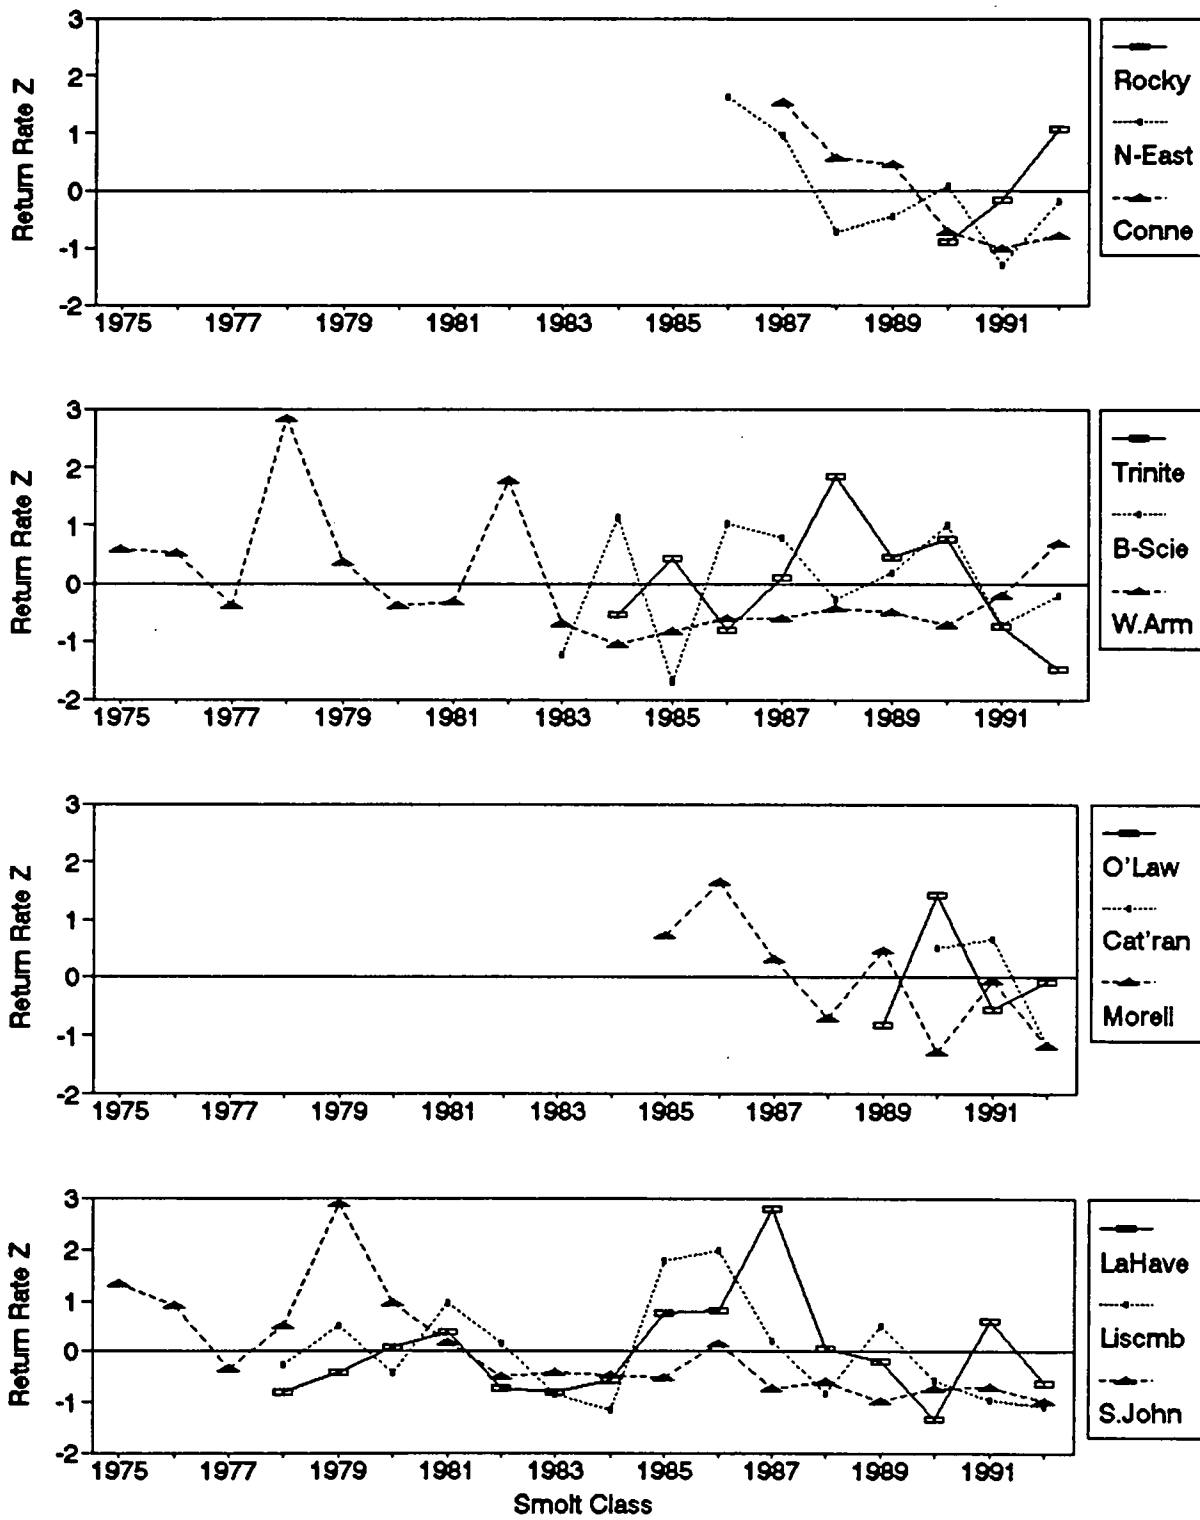 Return Rate Z
3
2
1
0
-1
-2
1975 1977 1979 1981 1983 1985 1987 1989 1991
Rocky
N-East
Conne
Return Rate Z
3
2
1
0
-1
-2
1975 1977 1979 1981 1983 1985 1987 1989 1991
Trinite
B-Scie
W.Arm
Return Rate Z
3
2
1
0
-1
-2
1975 1977 1979 1981 1983 1985 1987 1989 1991
O'Law
Cat'ran
Morell
Return Rate Z
3
2
1
0
-1
-2
1975 1977 1979 1981 1983 1985 1987 1989 1991
Smolt Class
LaHave
Liscmb
S.John